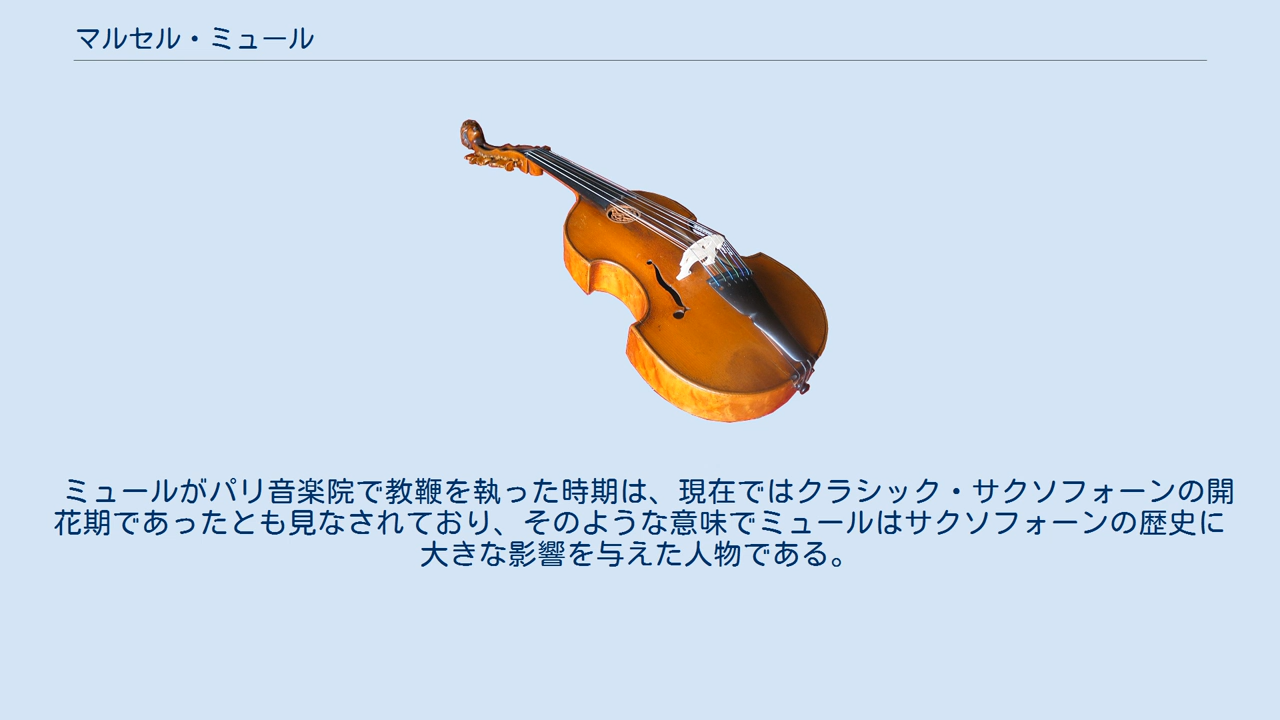 マルセル・ミュール
ミュールがパリ音楽院で教鞭を執った時期は、現在ではクラシック・サクソフォーンの開
花期であったとも見なされており、そのような意味でミュールはサクソフォーンの歴史に
大きな影響を与えた人物である。